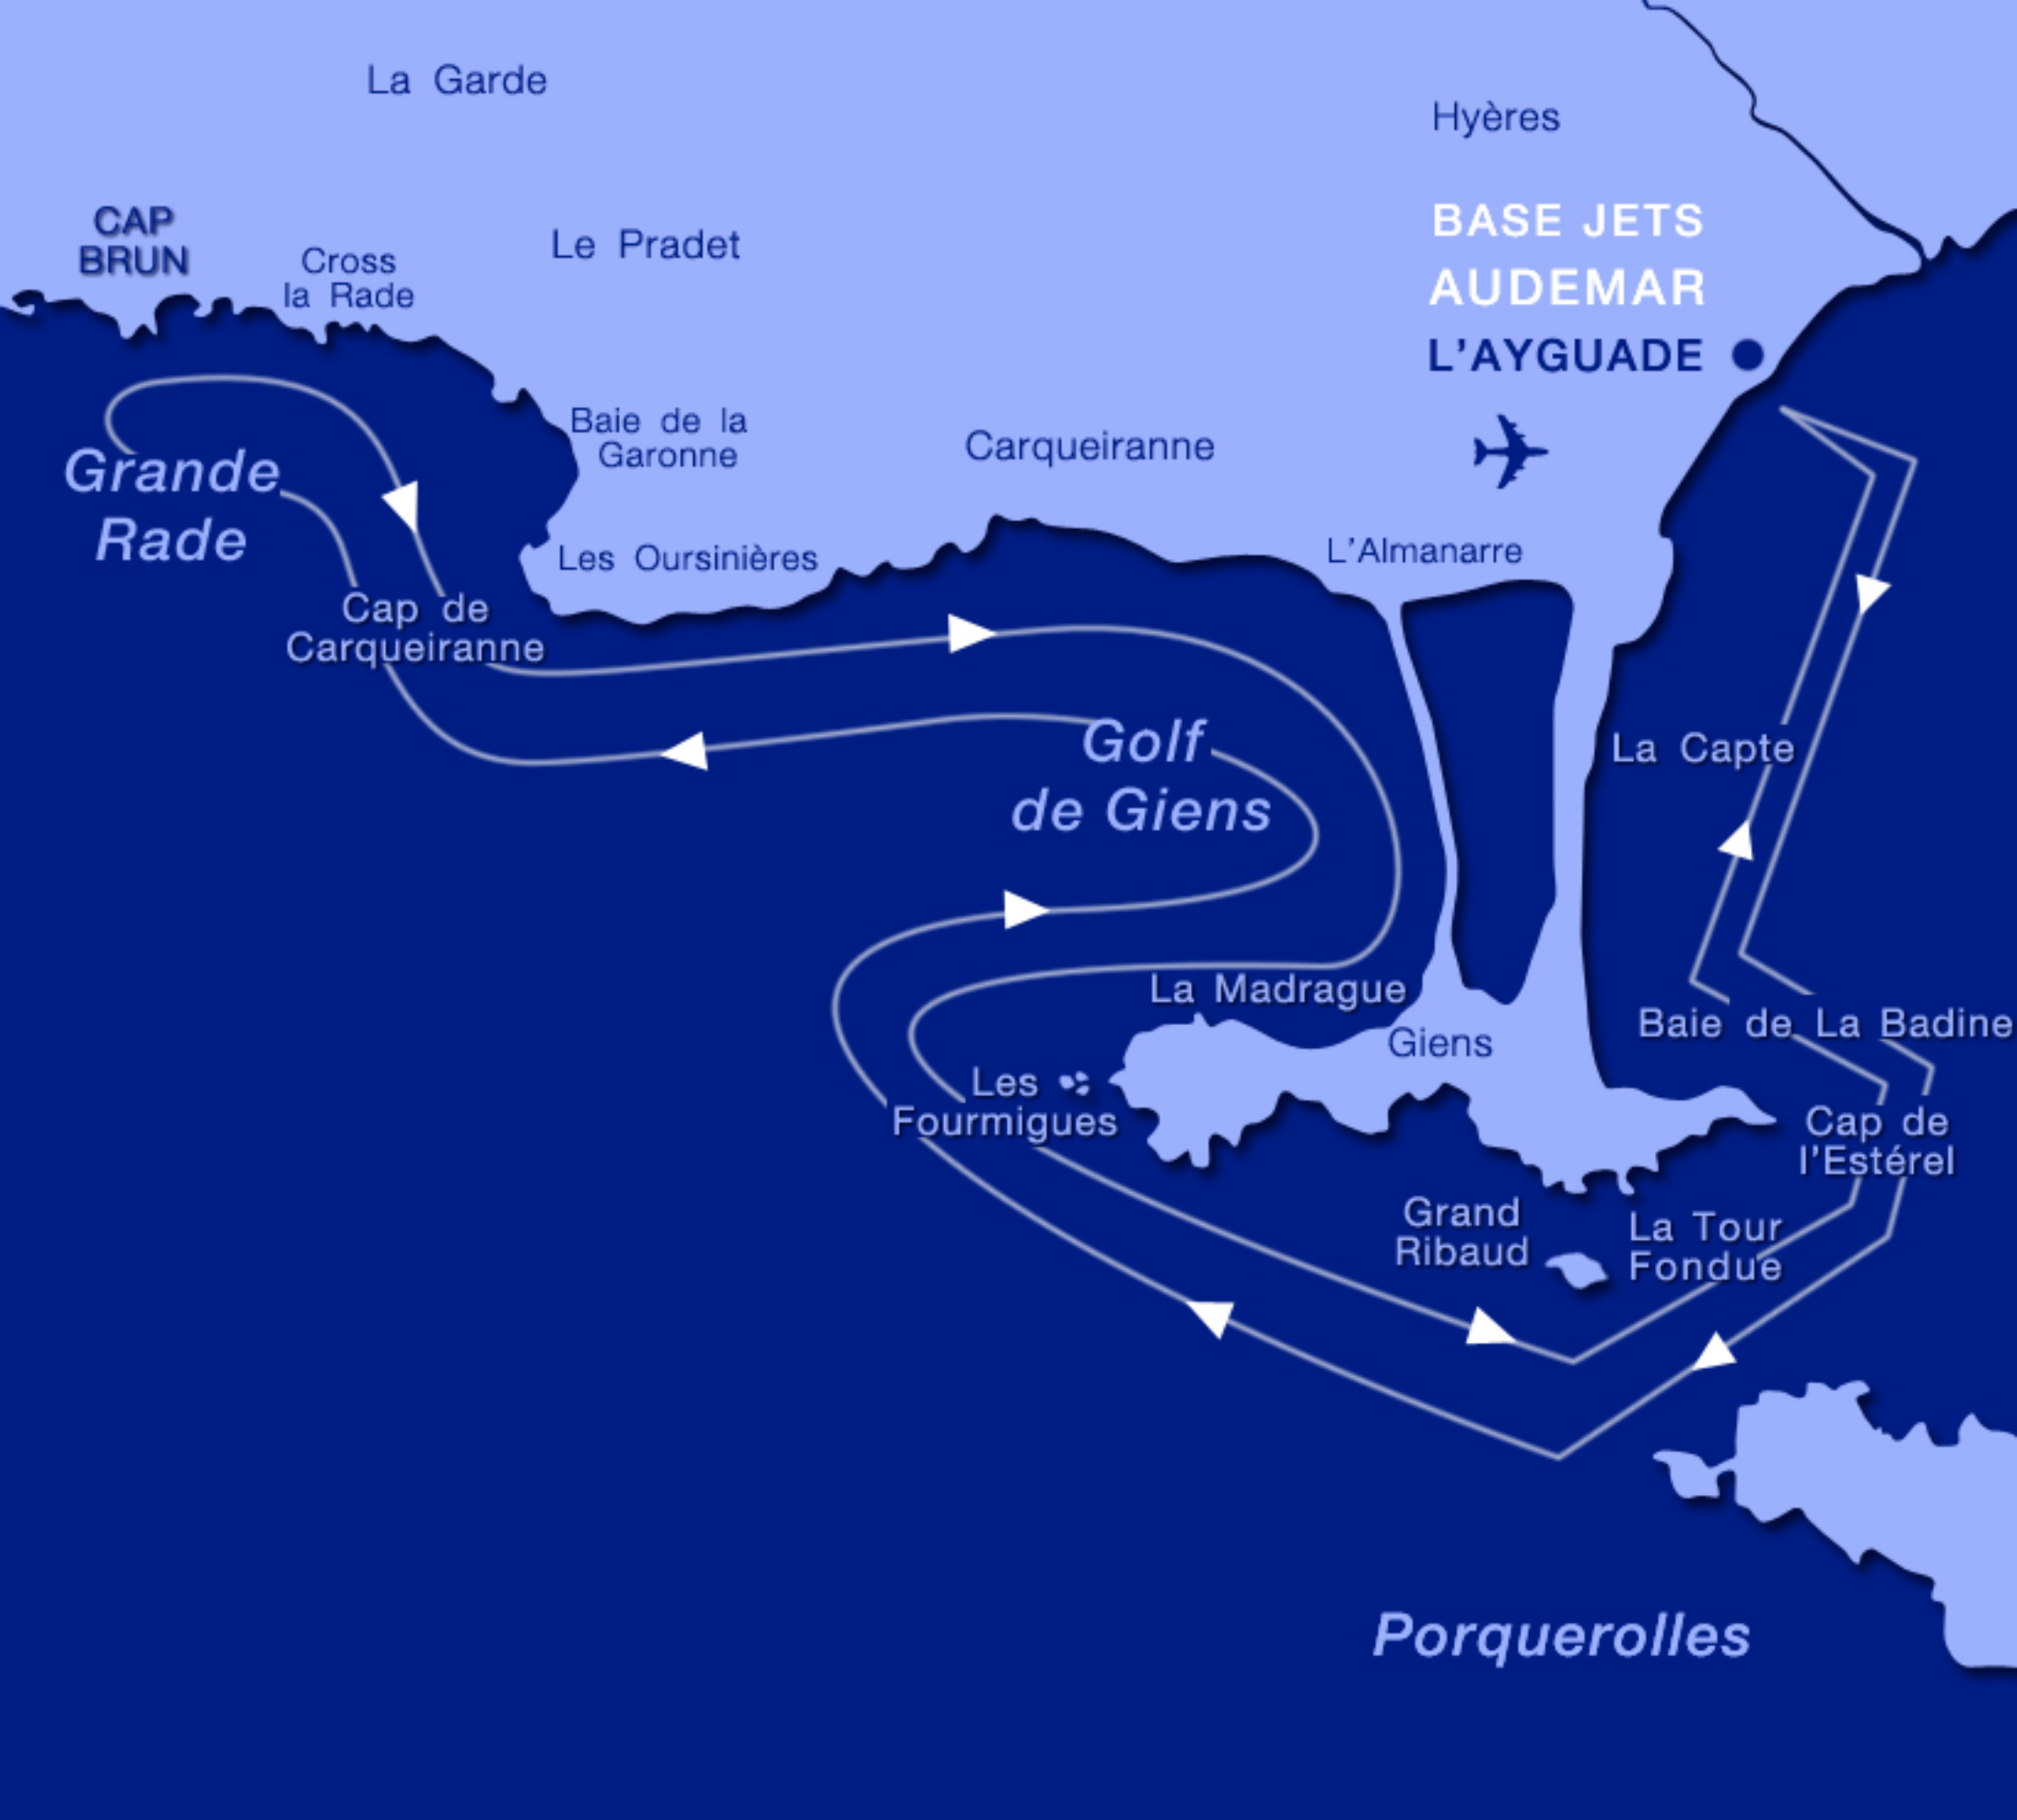 La Garde
Hyères
CAP
BRUN
Cross
la Rade
Le Pradet
BASE JETS
AUDEMAR
L'AYGUADE
Baie de la
Garonne
Carqueiranne
Grande
Rade
Les Oursinières
L'Almanarre
Cap de
Carqueiranne
Golf
de Giens
La Capte
La Madrague
Giens
Baie de La Badine
Les
Fourmigues
Cap de
l'Estérel
Grand
Ribaud
La Tour
Fondue
Porquerolles